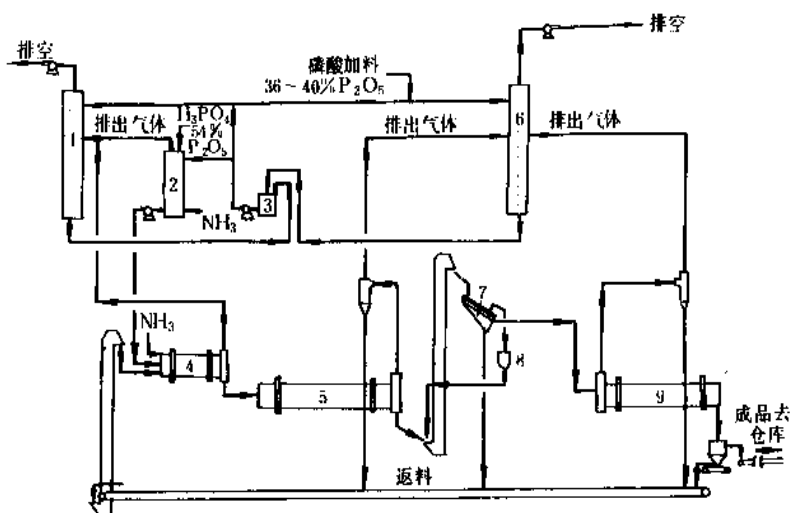 排空
磷酸加料
36~40%P₂O₅
排空
H₃PO₄
54%
P₂O₅
排出气体
排出气体
排出气体
1
2
3
6
NH₃
NH₃
4
5
7
8
9
成品去
仓库
返料